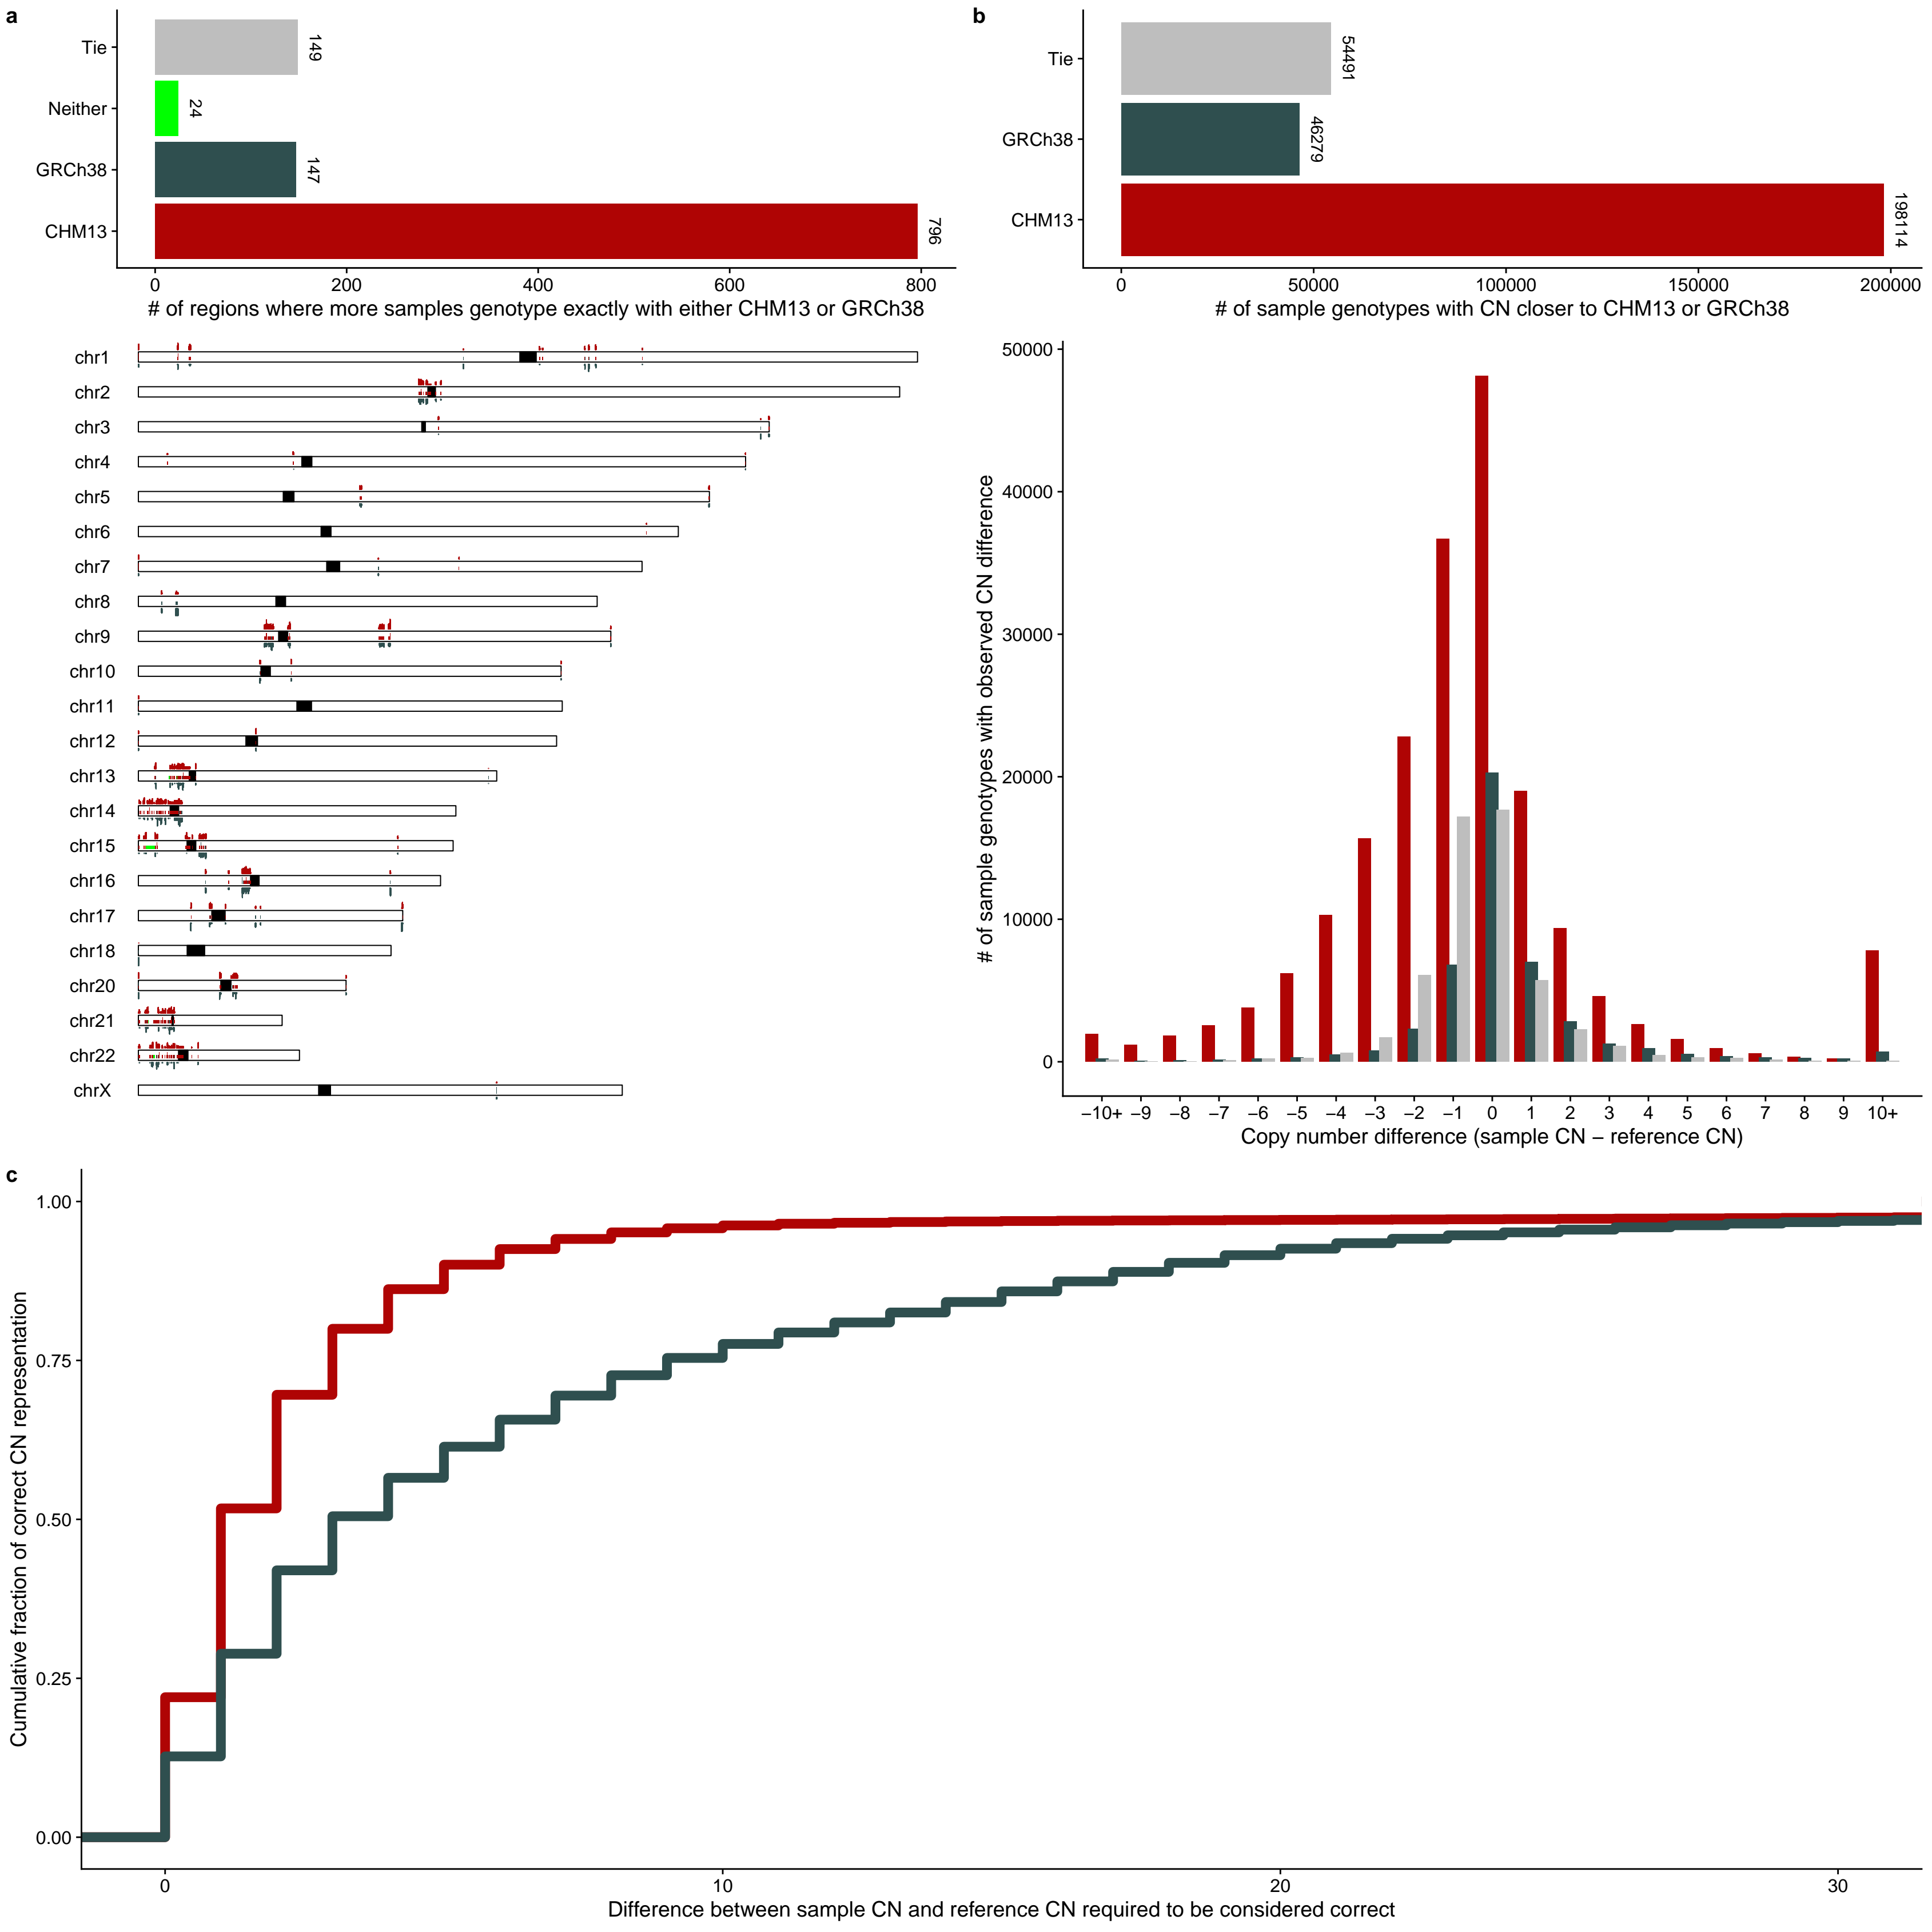 a
Tie
149
Neither
24
GRCh38
147
CHM13
796
0 200 400 600 800
# of regions where more samples genotype exactly with either CHM13 or GRCh38
chr1
chr2
chr3
chr4
chr5
chr6
chr7
chr8
chr9
chr10
chr11
chr12
chr13
chr14
chr15
chr16
chr17
chr18
chr20
chr21
chr22
chrX
b
Tie
54491
GRCh38
46279
CHM13
198114
0 50000 100000 150000 200000
# of sample genotypes with CN closer to CHM13 or GRCh38
# of sample genotypes with observed CN difference
50000
40000
30000
20000
10000
0
−10+ −9 −8 −7 −6 −5 −4 −3 −2 −1 0 1 2 3 4 5 6 7 8 9 10+
Copy number difference (sample CN − reference CN)
c
Cumulative fraction of correct CN representation
1.00
0.75
0.50
0.25
0.00
0 10 20 30
Difference between sample CN and reference CN required to be considered correct